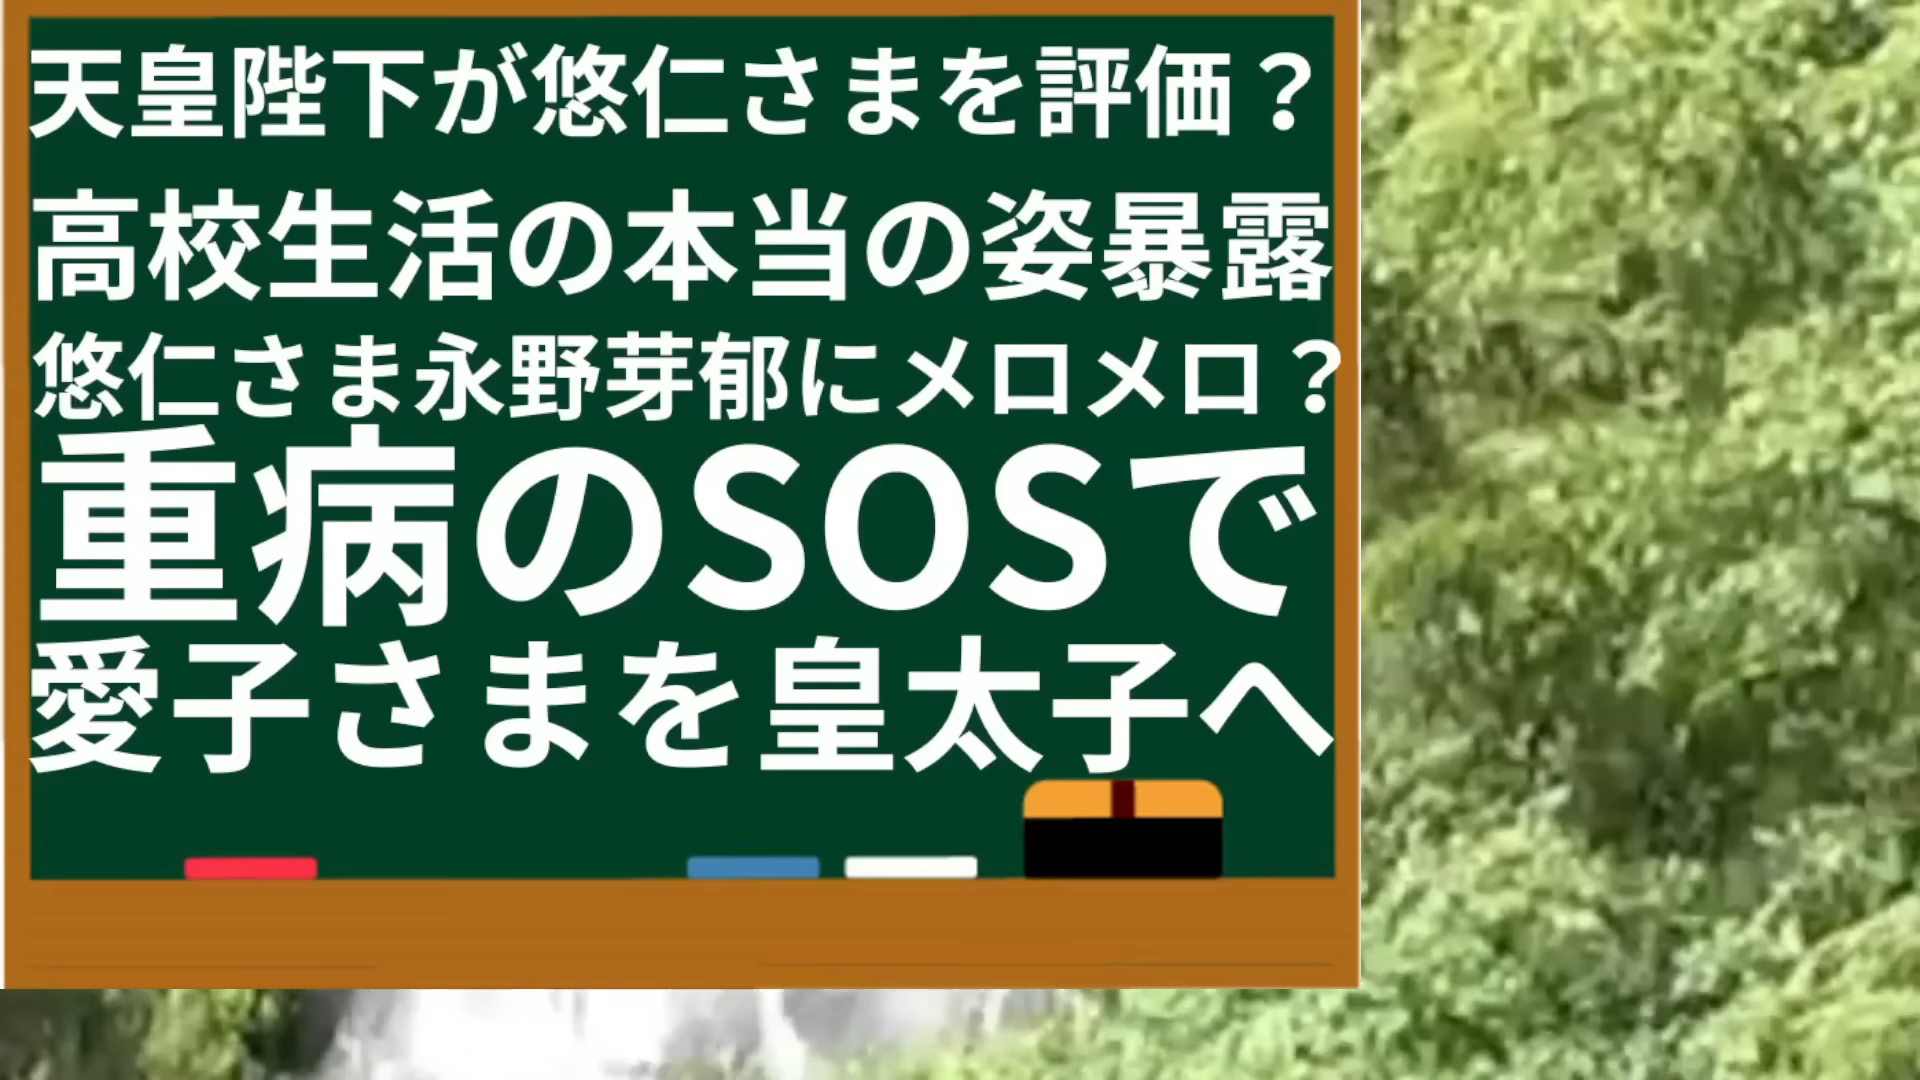 天皇陛下が悠仁さまを評価？
高校生活の本当の姿暴露
悠仁さま永野芽郁にメロメロ？
重病のSOSで
愛子さまを皇太子へ